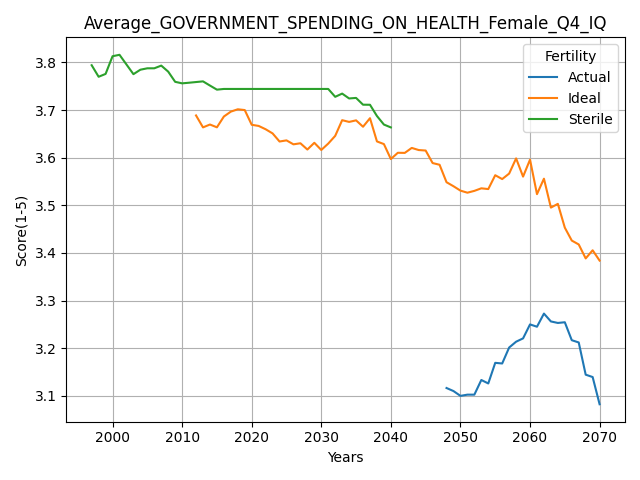 Average_GOVERNMENT_SPENDING_ON_HEALTH_Female_Q4_IQ
Fertility
Actual
Ideal
Sterile
Score(1-5)
3.8
3.7
3.6
3.5
3.4
3.3
3.2
3.1
2000 2010 2020 2030 2040 2050 2060 2070
Years